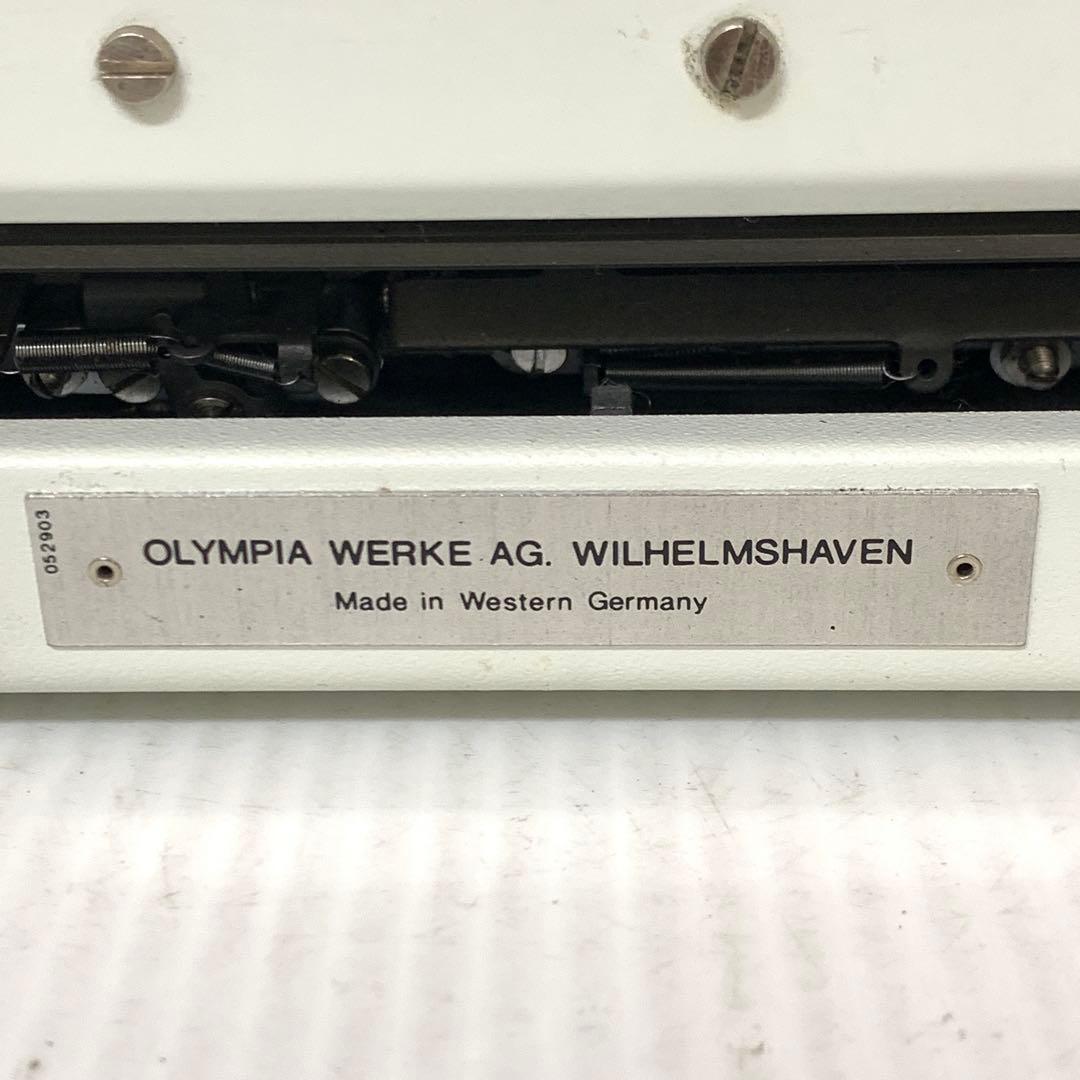 052903
OLYMPIA WERKE AG. WILHELMSHAVEN
Made in Western Germany